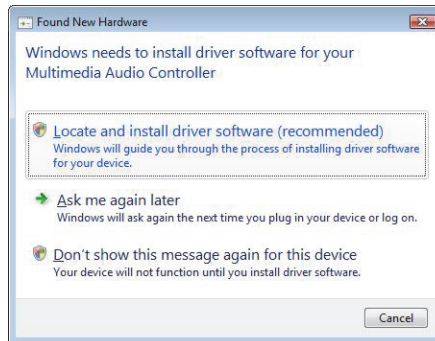 Found New Hardware
Windows needs to install driver software for your
Multimedia Audio Controller
Locate and install driver software (recommended)
Windows will guide you through the process of installing driver software
for your device.
Ask me again later
Windows will ask again the next time you plug in your device or log on.
Don't show this message again for this device
Your device will not function until you install driver software.
Cancel